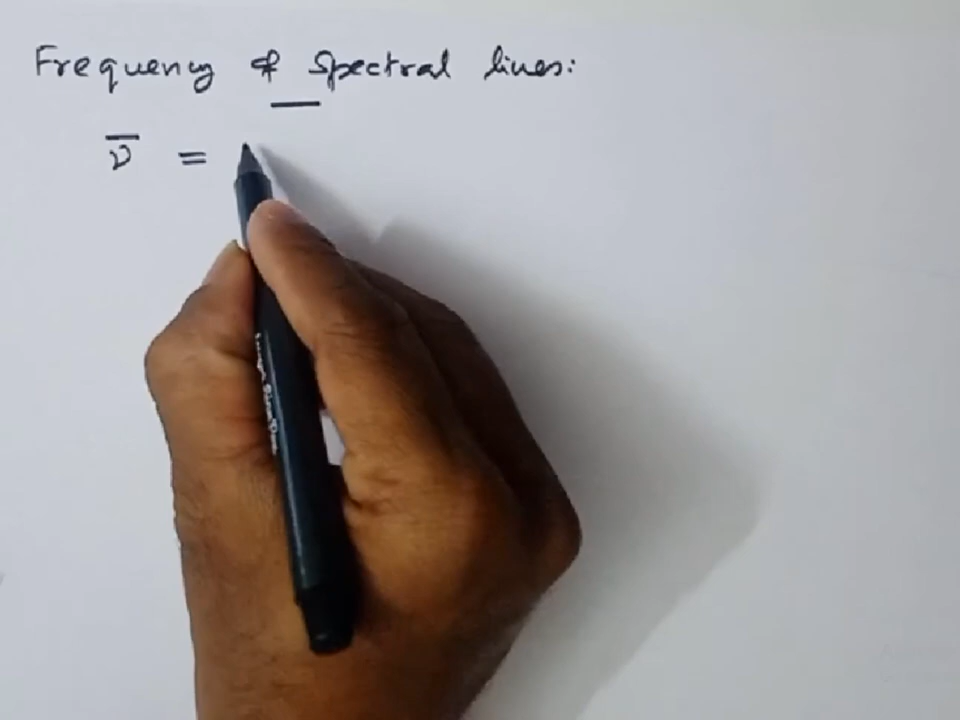 Frequency of Spectral lines:
ν̅ =